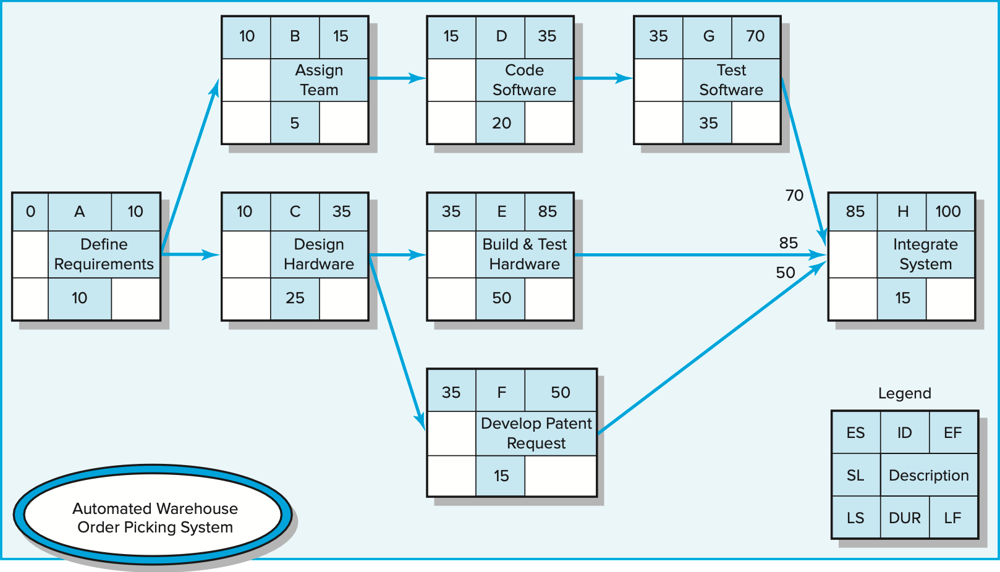 10 B 15
Assign
Team
5
15 D 35
Code
Software
20
35 G 70
Test
Software
35
0 A 10
Define
Requirements
10
10 C 35
Design
Hardware
25
35 E 85
Build & Test
Hardware
50
70
85
50
85 H 100
Integrate
System
15
35 F 50
Develop Patent
Request
15
Automated Warehouse
Order Picking System
Legend
ES ID EF
SL Description
LS DUR LF